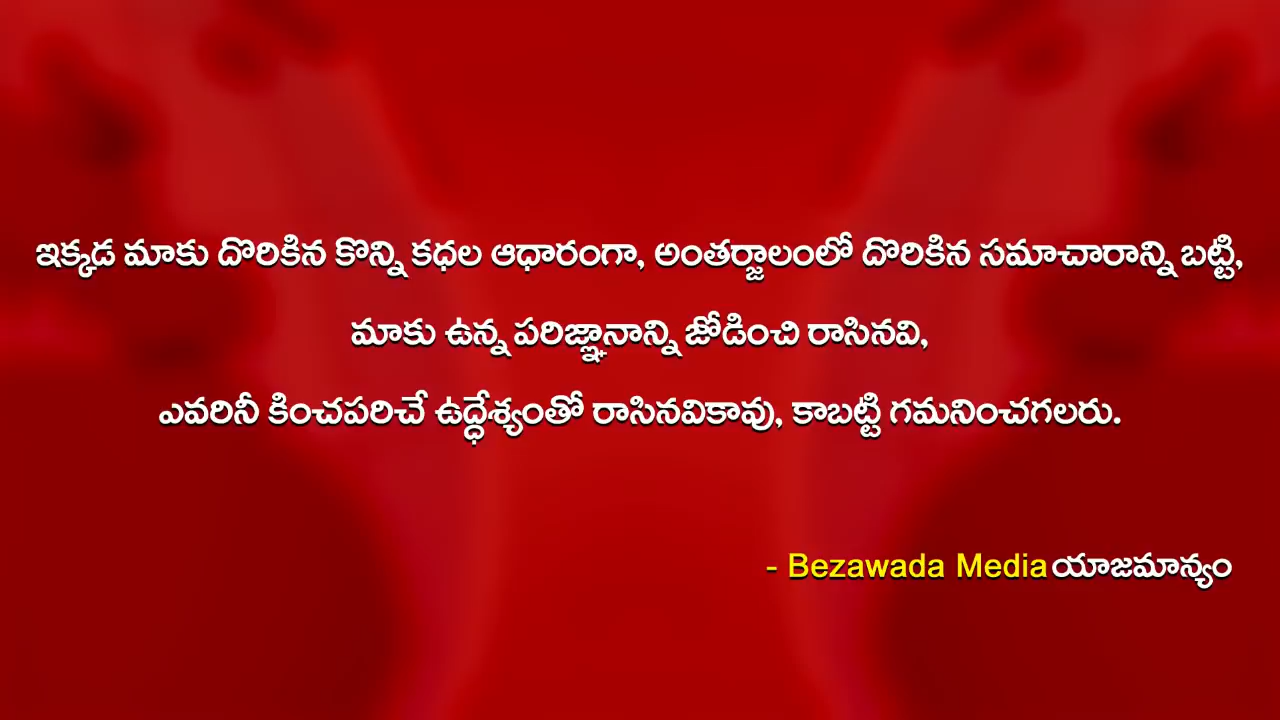 ఇక్కడ మాకు దొరికిన కొన్ని కధల ఆధారంగా, అంతర్జాలంలో దొరికిన సమాచారాన్ని బట్టి,
మాకు ఉన్న పరిజ్ఞానాన్ని జోడించి రాసినవి,
ఎవరినీ కించపరిచే ఉద్ధేశ్యంతో రాసినవికావు, కాబట్టి గమనించగలరు.
- Bezawada Media యాజమాన్యం